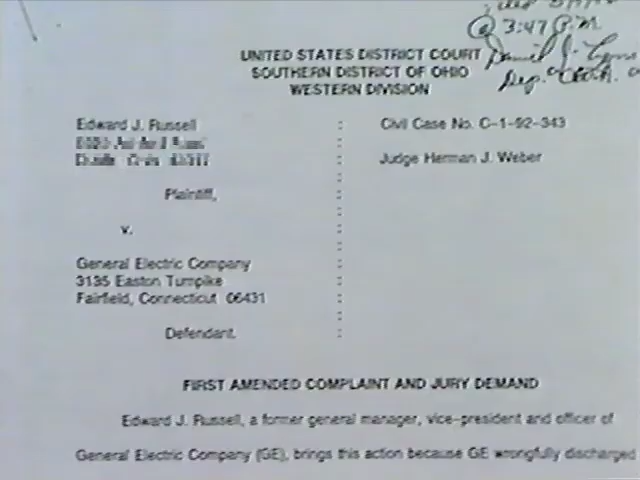 @ 3:47 P.M.
Daniel J. Lyons
Dep.
UNITED STATES DISTRICT COURT
SOUTHERN DISTRICT OF OHIO
WESTERN DIVISION
Edward J. Russell : Civil Case No. C-1-92-343
:
: Judge Herman J. Weber
:
Plaintiff, :
:
v. :
:
General Electric Company :
3135 Easton Turnpike :
Fairfield, Connecticut 06431 :
:
Defendant. :
FIRST AMENDED COMPLAINT AND JURY DEMAND
Edward J. Russell, a former general manager, vice-president and officer of
General Electric Company (GE), brings this action because GE wrongfully discharged